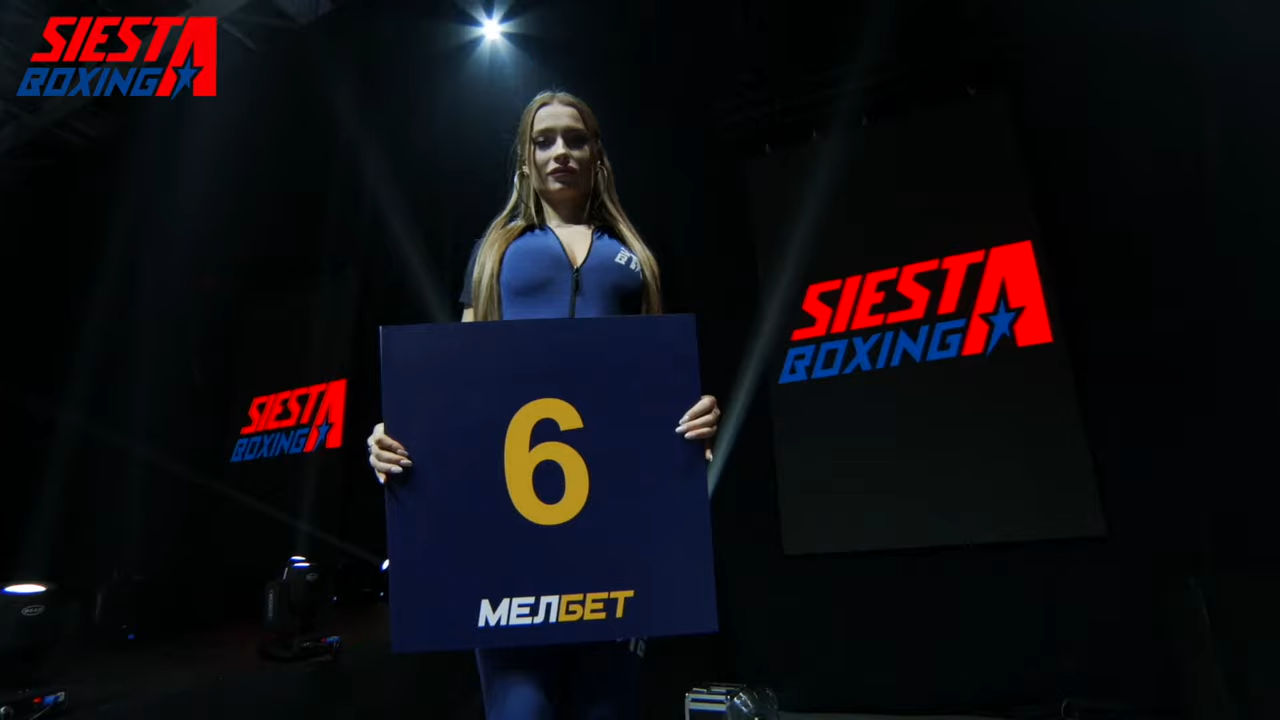 SIESTA
BOXING
SIESTA
BOXING
SIESTA
BOXING
6
МЕЛБЕТ